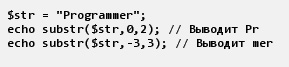 $str = "Programmer";
echo substr($str,0,2); // Выводит Pr
echo substr($str,-3,3); // Выводит mer